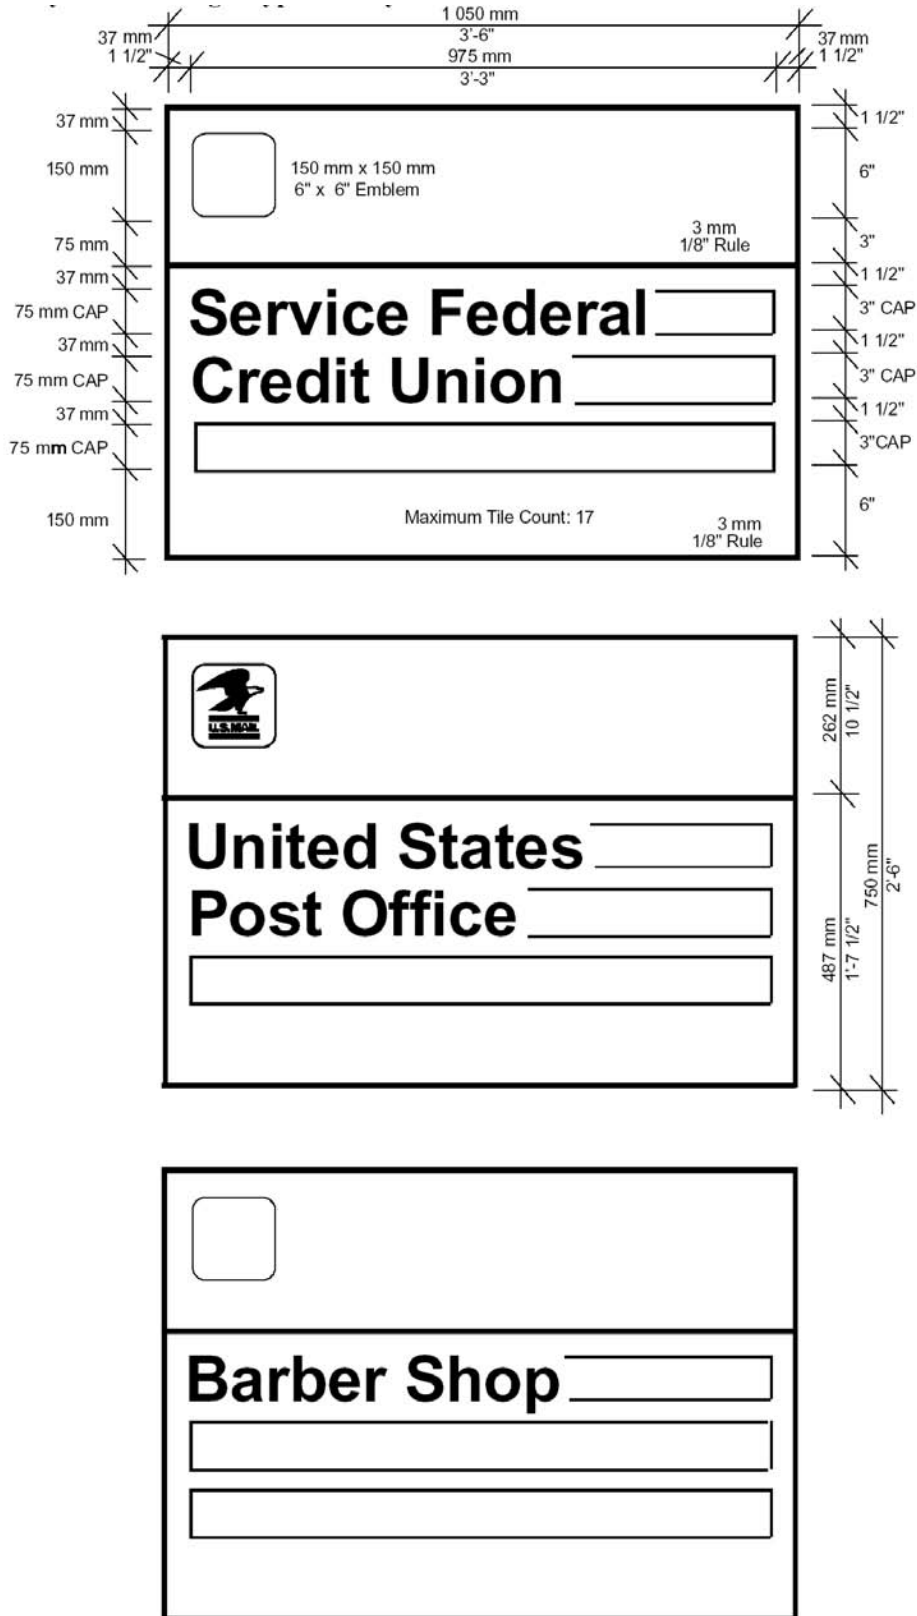 1 050 mm
3'-6"
37 mm
1 1/2"
975 mm
3'-3"
37 mm
1 1/2"
37 mm
1 1/2"
150 mm
150 mm x 150 mm
6" x 6" Emblem
6"
75 mm
3 mm
1/8" Rule
3"
37 mm
1 1/2"
75 mm CAP
Service Federal
3" CAP
37 mm
1 1/2"
75 mm CAP
Credit Union
3" CAP
37 mm
1 1/2"
75 mm CAP
3"CAP
150 mm
Maximum Tile Count: 17
3 mm
1/8" Rule
6"
U.S.MAIL
262 mm
10 1/2"
United States
Post Office
750 mm
2'-6"
487 mm
1'-7 1/2"
Barber Shop